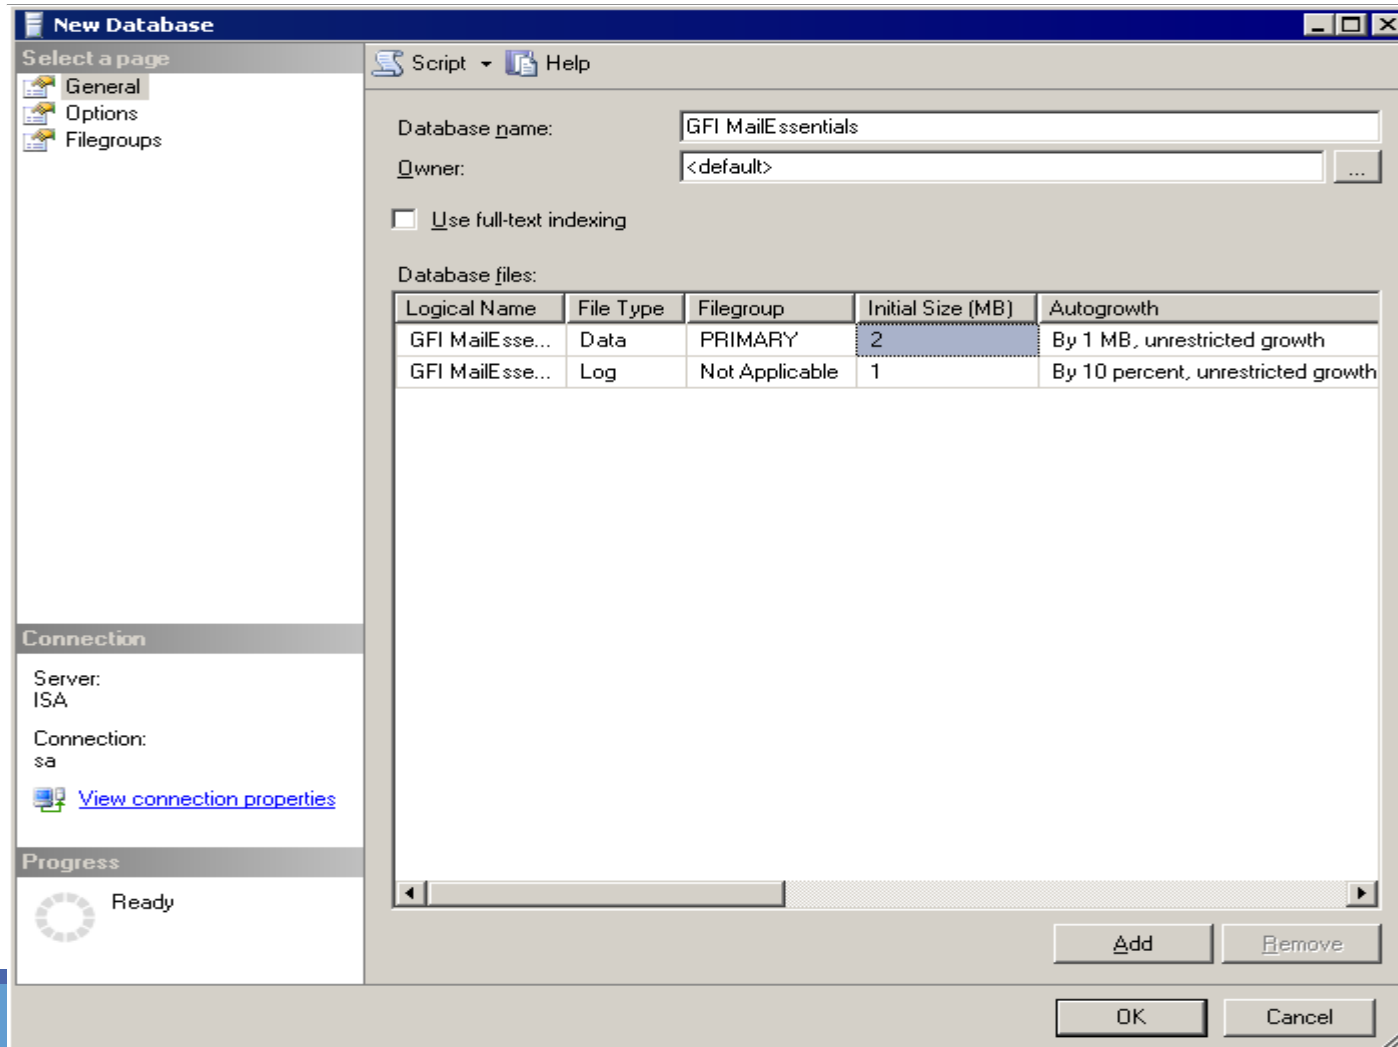 New Database
Select a page
General
Options
Filegroups
Script Help
Database name: GFI MailEssentials
Owner: <default> ...
Use full-text indexing
Database files:
Logical Name File Type Filegroup Initial Size (MB) Autogrowth
GFI MailEsse... Data PRIMARY 2 By 1 MB, unrestricted growth
GFI MailEsse... Log Not Applicable 1 By 10 percent, unrestricted growth
Connection
Server:
ISA
Connection:
sa
View connection properties
Progress
Ready
Add Remove
OK Cancel